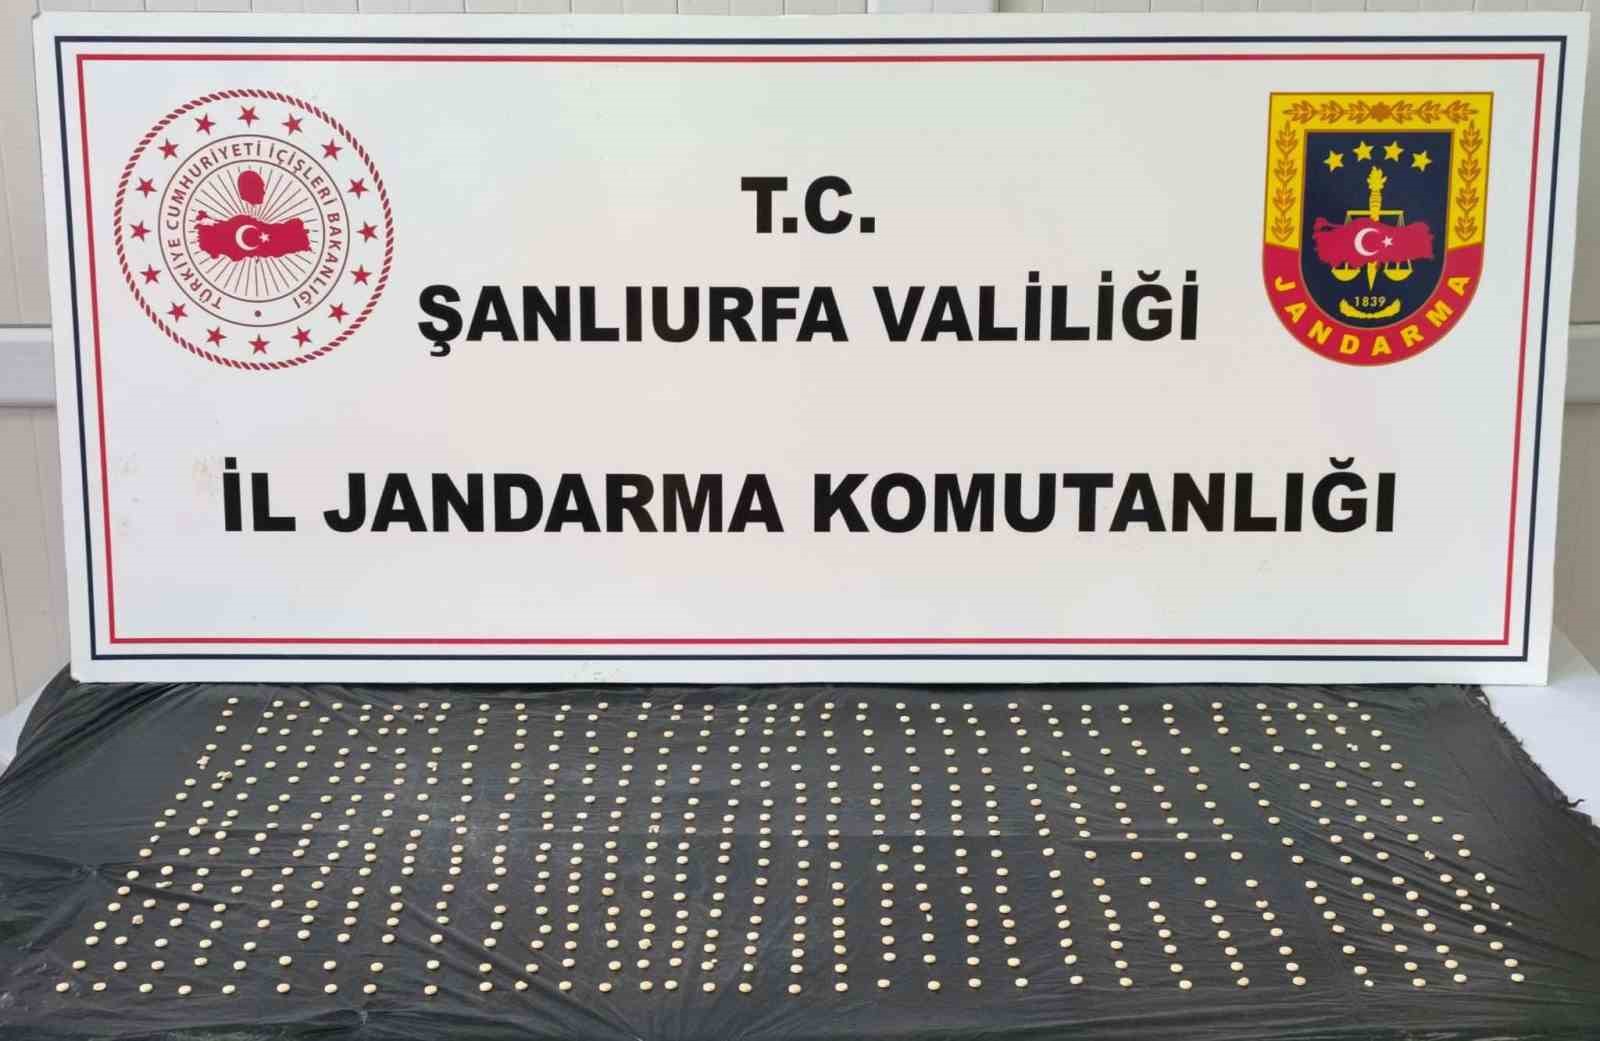 TÜRKİYE CUMHURİYETİ İÇİŞLERİ BAKANLIĞI
T.C.
ŞANLIURFA VALİLİĞİ
İL JANDARMA KOMUTANLIĞI
1839
JANDARMA